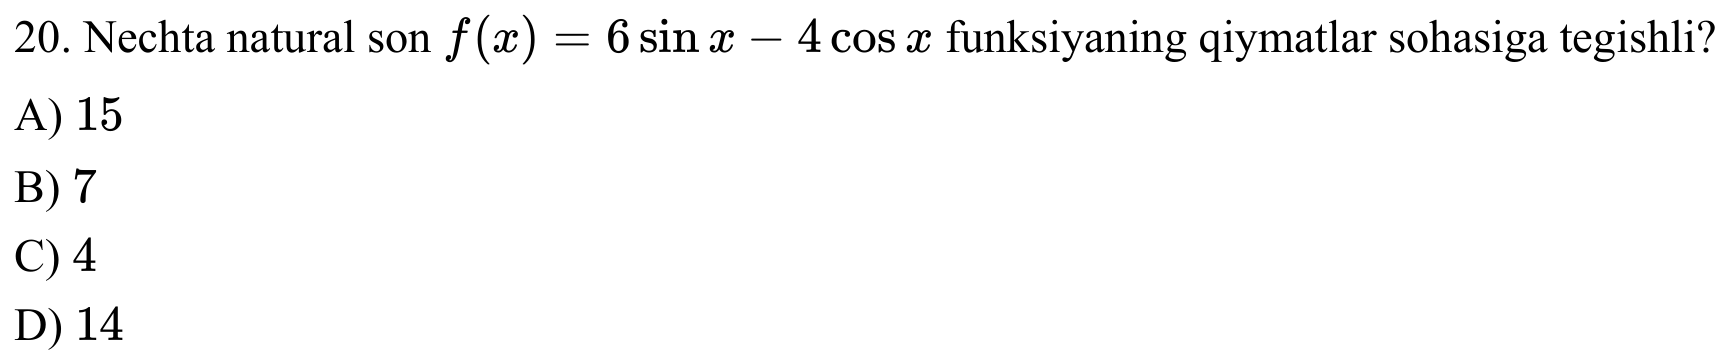 20. Nechta natural son f(x) = 6 sin x − 4 cos x funksiyaning qiymatlar sohasiga tegishli?
A) 15
B) 7
C) 4
D) 14